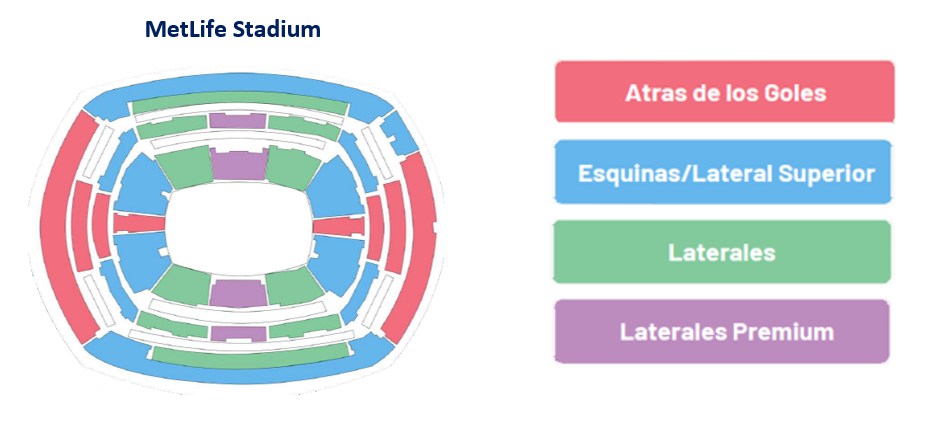 MetLife Stadium
Atras de los Goles
Esquinas/Lateral Superior
Laterales
Laterales Premium